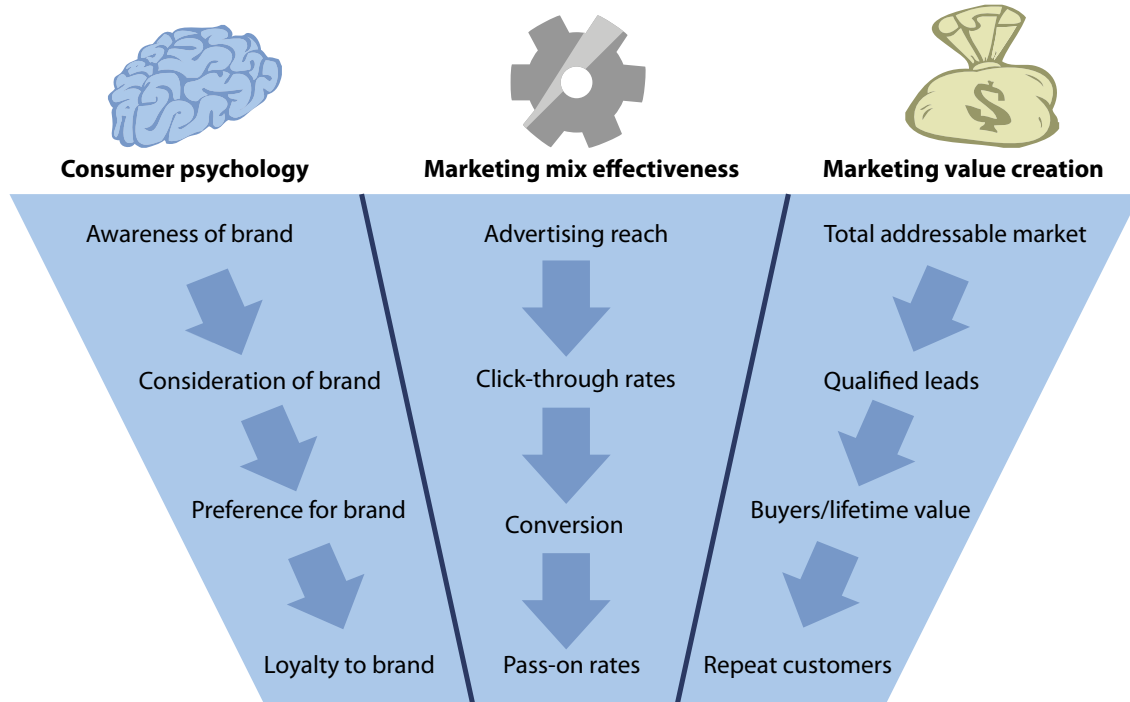 Consumer psychology
Marketing mix effectiveness
Marketing value creation
Awareness of brand
Advertising reach
Total addressable market
Consideration of brand
Click-through rates
Qualified leads
Preference for brand
Conversion
Buyers/lifetime value
Loyalty to brand
Pass-on rates
Repeat customers
$